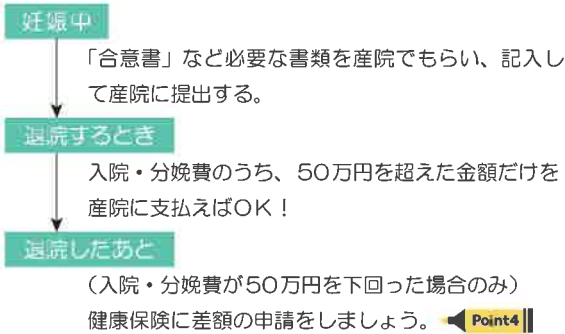 妊娠中
「合意書」など必要な書類を産院でもらい、記入し
て産院に提出する。
退院するとき
入院・分娩費のうち、50万円を超えた金額だけを
産院に支払えばOK！
退院したあと
（入院・分娩費が50万円を下回った場合のみ）
健康保険に差額の申請をしましょう。 Point4